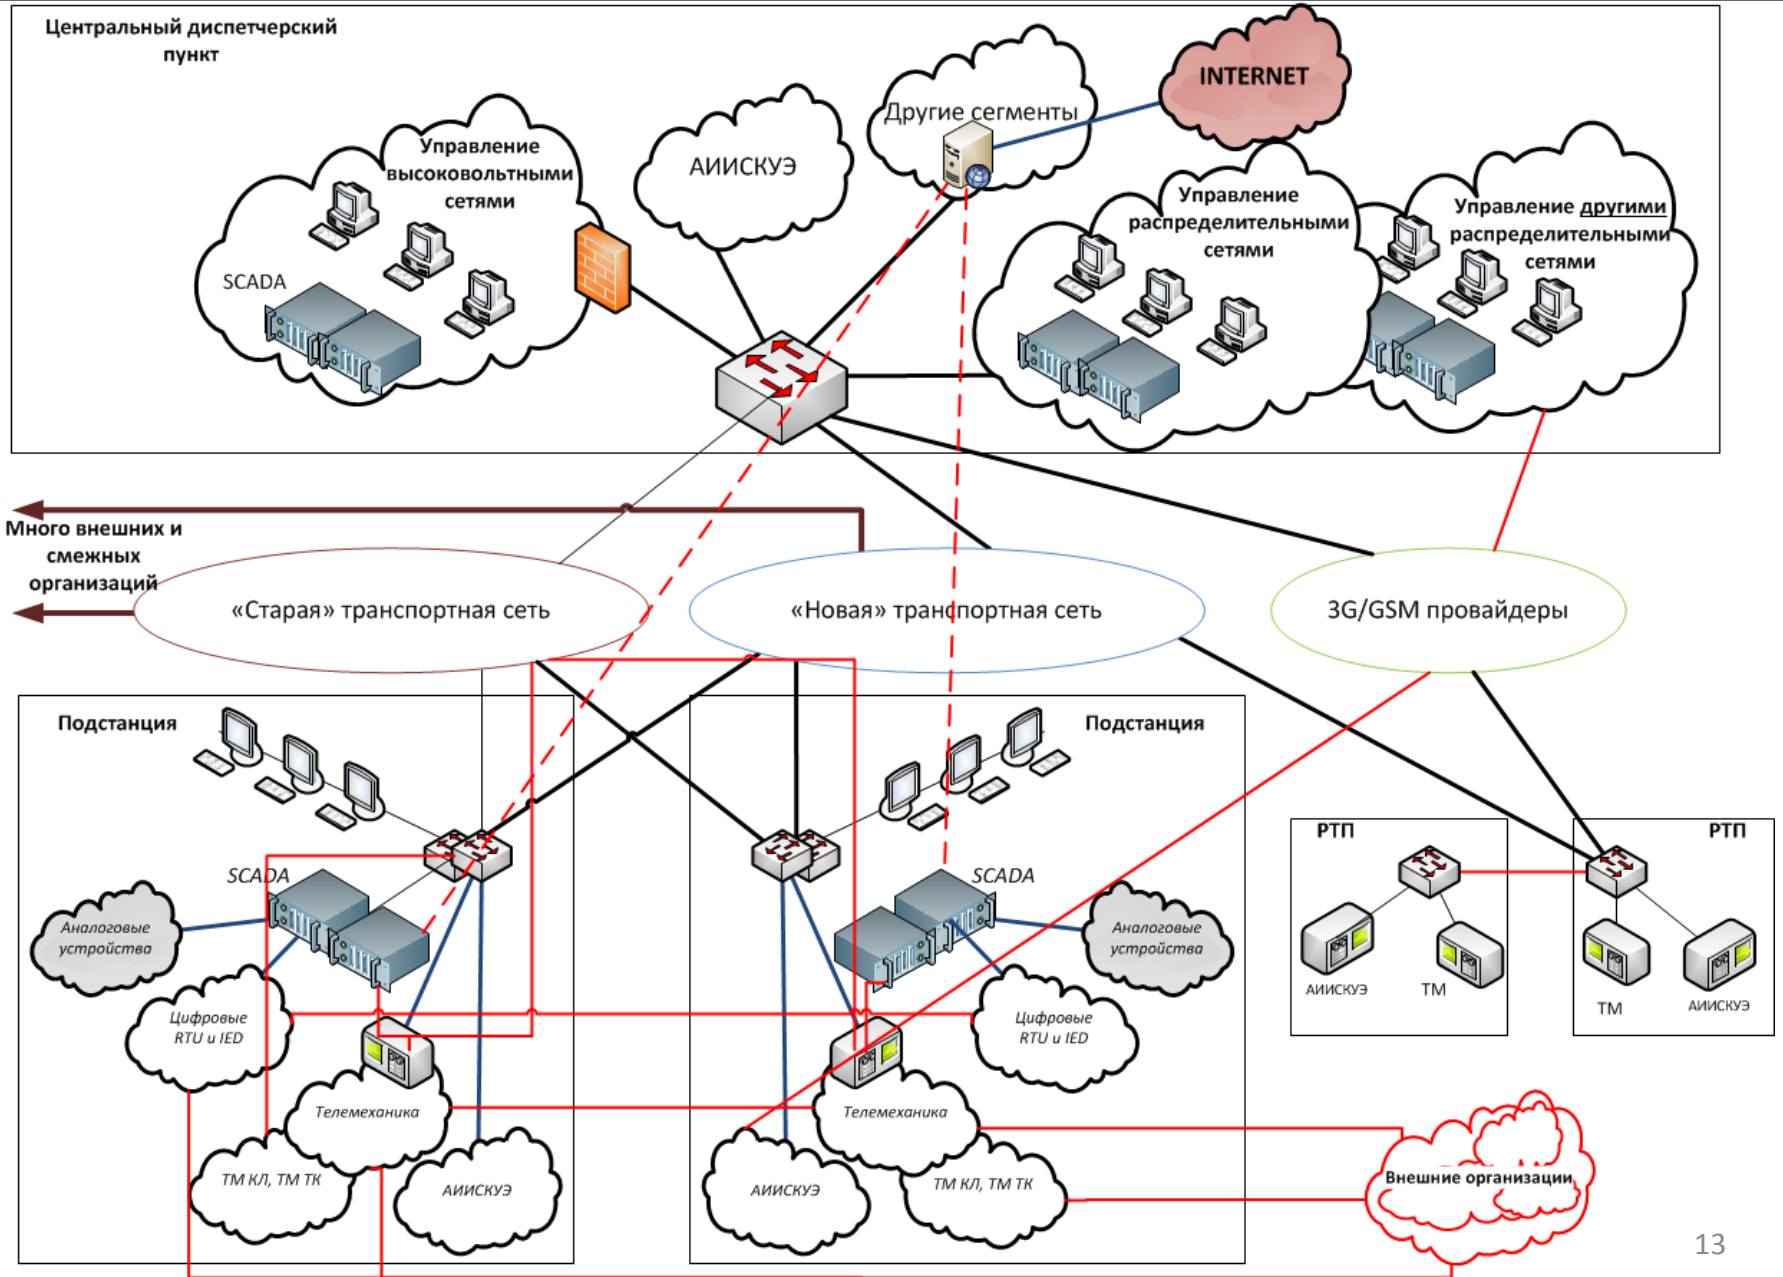 Центральный диспетчерский
пункт
INTERNET
Другие сегменты
АИИСКУЭ
Управление
высоковольтными
сетями
SCADA
Управление
распределительными
сетями
Управление другими
распределительными
сетями
Много внешних и
смежных
организаций
«Старая» транспортная сеть
«Новая» транспортная сеть
3G/GSM провайдеры
Подстанция
SCADA
Аналоговые
устройства
Цифровые
RTU и IED
Телемеханика
ТМ КЛ, ТМ ТК
АИИСКУЭ
Подстанция
SCADA
Аналоговые
устройства
Цифровые
RTU и IED
Телемеханика
АИИСКУЭ
ТМ КЛ, ТМ ТК
РТП
АИИСКУЭ
ТМ
РТП
ТМ
АИИСКУЭ
Внешние организации
13